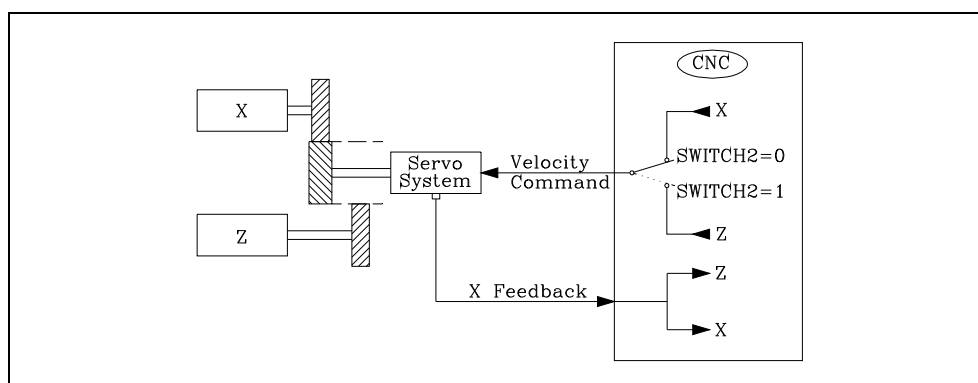 CNC
X
X
SWITCH2=0
Servo
System
Velocity
Command
SWITCH2=1
Z
Z
Z
X Feedback
X